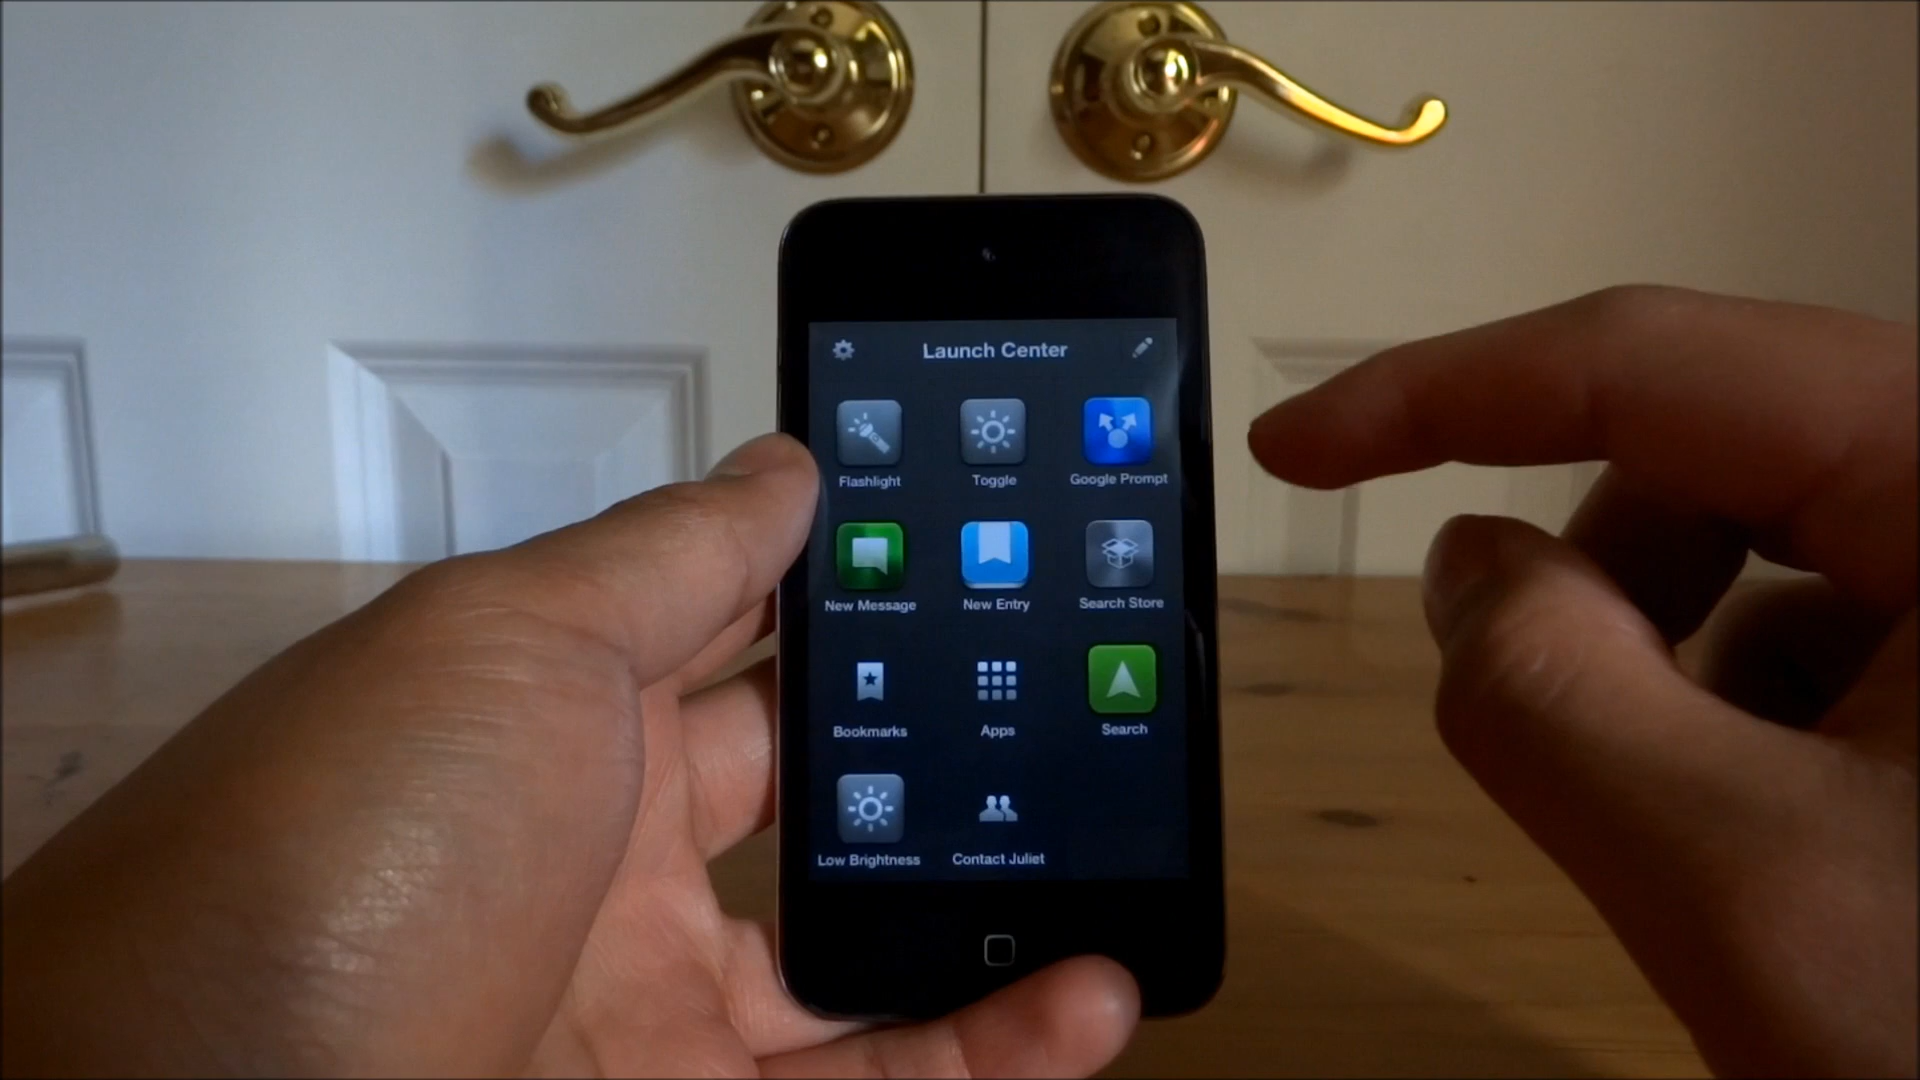 Launch Center
Flashlight
Toggle
Google Prompt
New Message
New Entry
Search Store
Bookmarks
Apps
Search
Low Brightness
Contact Juliet